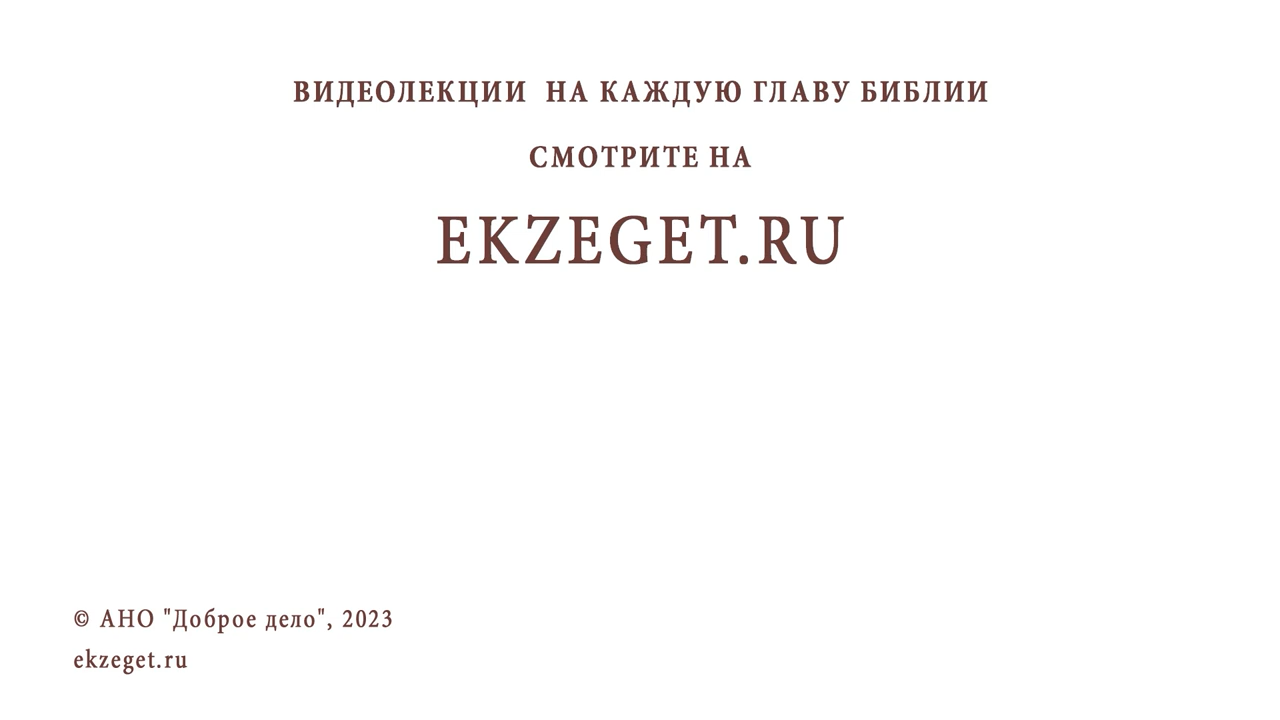 ВИДЕОЛЕКЦИИ НА КАЖДУЮ ГЛАВУ БИБЛИИ
СМОТРИТЕ НА
EKZEGET.RU
© АНО "Доброе дело", 2023
ekzeget.ru